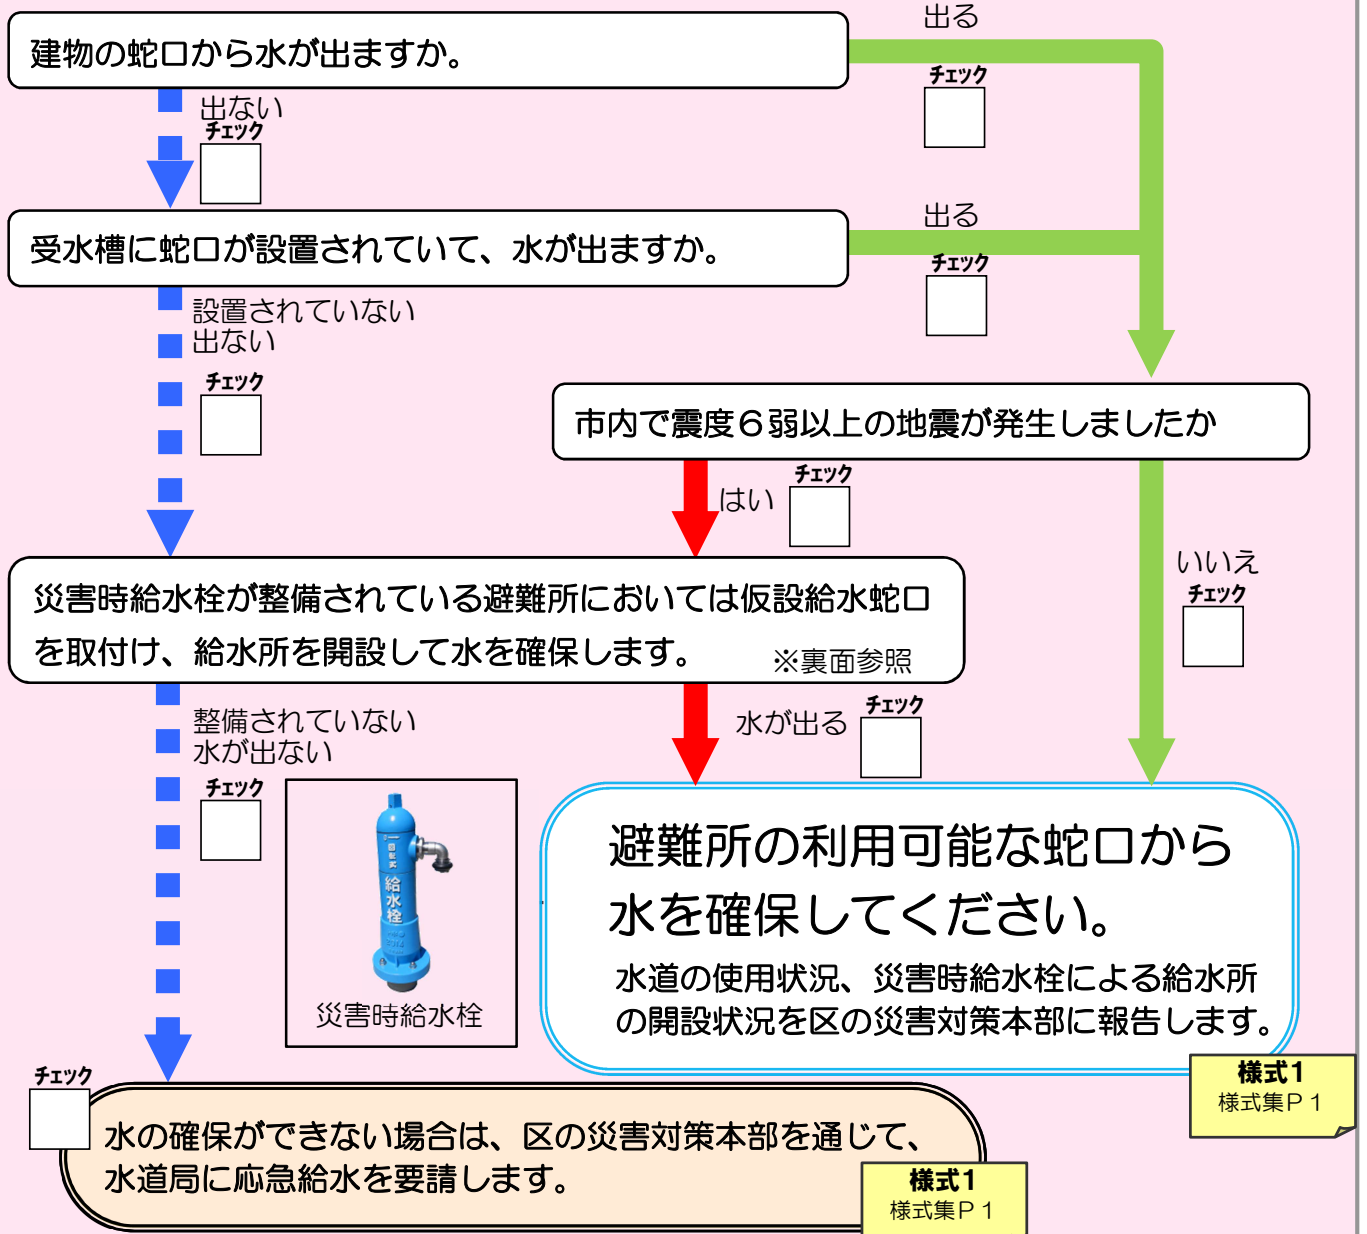 出る
建物の蛇口から水が出ますか。
チェック
出ない
チェック
出る
受水槽に蛇口が設置されていて、水が出ますか。
チェック
設置されていない
出ない
チェック
市内で震度６弱以上の地震が発生しましたか
はい
チェック
いいえ
チェック
災害時給水栓が整備されている避難所においては仮設給水蛇口
を取付け、給水所を開設して水を確保します。
※裏面参照
整備されていない
水が出ない
チェック
水が出る
チェック
給水栓
災害時給水栓
避難所の利用可能な蛇口から
水を確保してください。
水道の使用状況、災害時給水栓による給水所
の開設状況を区の災害対策本部に報告します。
様式1
様式集Ｐ１
チェック
水の確保ができない場合は、区の災害対策本部を通じて、
水道局に応急給水を要請します。
様式1
様式集Ｐ１